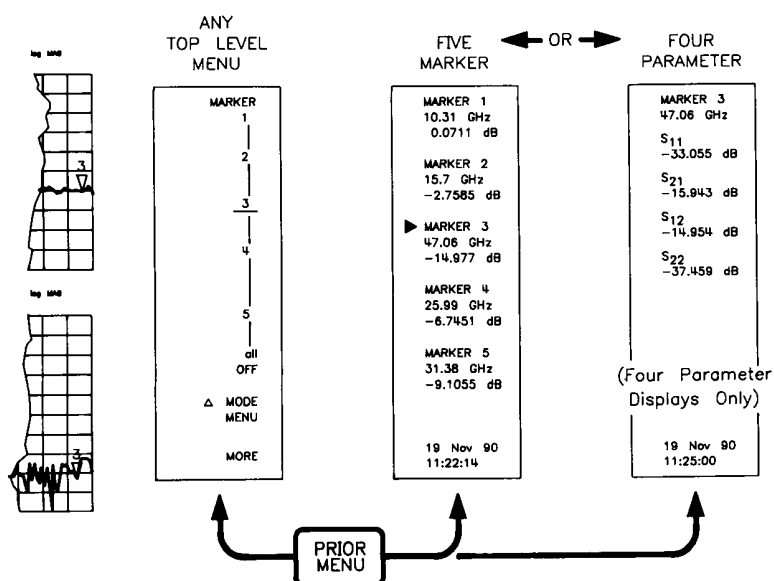 log MAG
3
log MAG
3
ANY
TOP LEVEL
MENU
MARKER
1
2
3
4
5
all
OFF
△ MODE
MENU
MORE
FIVE
MARKER
MARKER 1
10.31 GHz
0.0711 dB
MARKER 2
15.7 GHz
-2.7585 dB
MARKER 3
47.06 GHz
-14.977 dB
MARKER 4
25.99 GHz
-6.7451 dB
MARKER 5
31.38 GHz
-9.1055 dB
19 Nov 90
11:22:14
OR
FOUR
PARAMETER
MARKER 3
47.06 GHz
S11
-33.055 dB
S21
-15.943 dB
S12
-14.954 dB
S22
-37.459 dB
(Four Parameter
Displays Only)
19 Nov 90
11:25:00
PRIOR
MENU